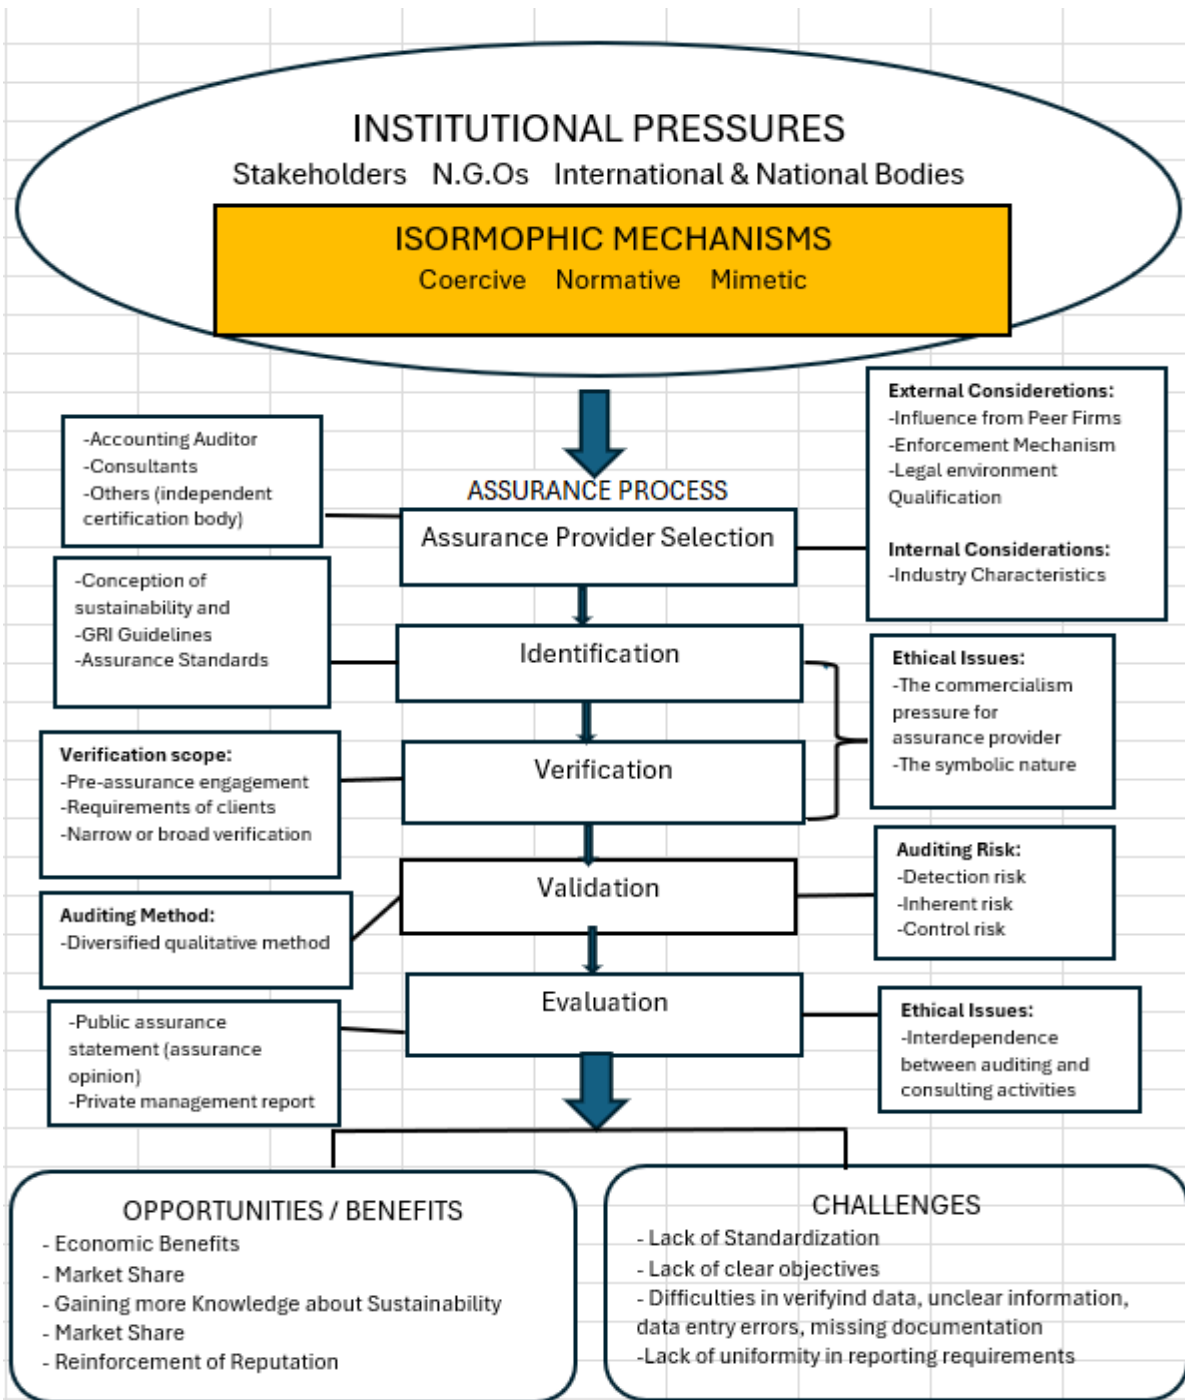 INSTITUTIONAL PRESSURES
Stakeholders N.G.Os International & National Bodies
ISORMOPHIC MECHANISMS
Coercive Normative Mimetic
-Accounting Auditor
-Consultants
-Others (independent
certification body)
External Consideretions:
-Influence from Peer Firms
-Enforcement Mechanism
-Legal environment
Qualification
Internal Considerations:
-Industry Characteristics
ASSURANCE PROCESS
Assurance Provider Selection
-Conception of
sustainability and
-GRI Guidelines
-Assurance Standards
Identification
Ethical Issues:
-The commercialism
pressure for
assurance provider
-The symbolic nature
Verification scope:
-Pre-assurance engagement
-Requirements of clients
-Narrow or broad verification
Verification
Auditing Method:
-Diversified qualitative method
Validation
Auditing Risk:
-Detection risk
-Inherent risk
-Control risk
-Public assurance
statement (assurance
opinion)
-Private management report
Evaluation
Ethical Issues:
-Interdependence
between auditing and
consulting activities
OPPORTUNITIES / BENEFITS
- Economic Benefits
- Market Share
- Gaining more Knowledge about Sustainability
- Market Share
- Reinforcement of Reputation
CHALLENGES
- Lack of Standardization
- Lack of clear objectives
- Difficulties in verifyind data, unclear information,
data entry errors, missing documentation
-Lack of uniformity in reporting requirements